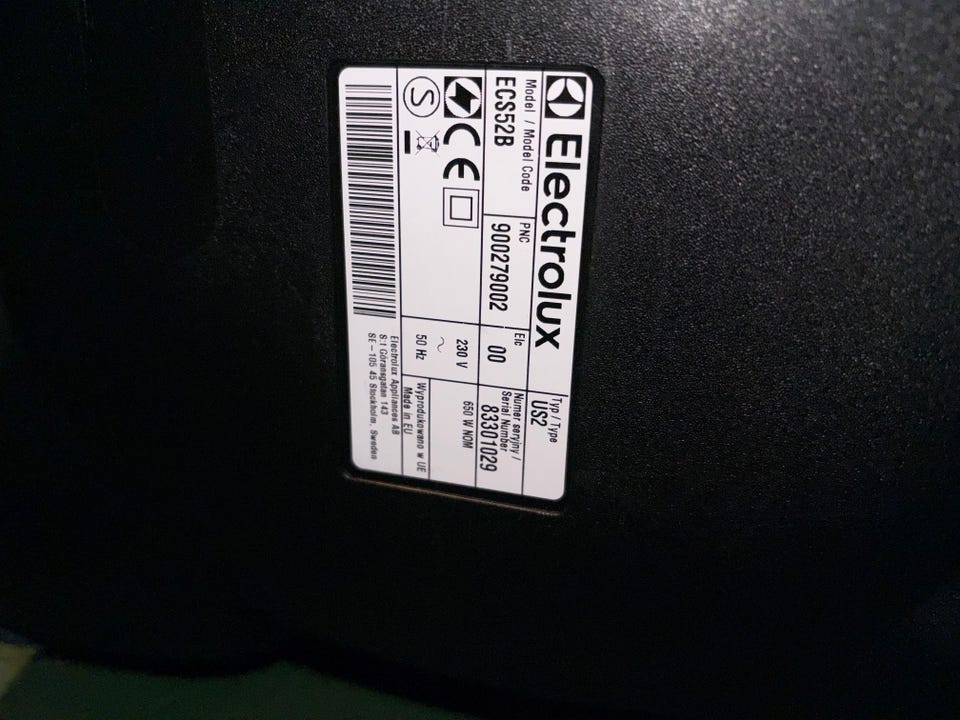 Electrolux
Typ / Type
US2
Model / Model Code
ECS52B
PNC
900279002
Elc
00
Numer seryjny /
Serial Number
83301029
CE
S
230 V
~
50 Hz
650 W NOM
Wyprodukowano w UE
Made in EU
Electrolux Appliances AB
S:t Göransgatan 143
SE - 105 45 Stockholm, Sweden